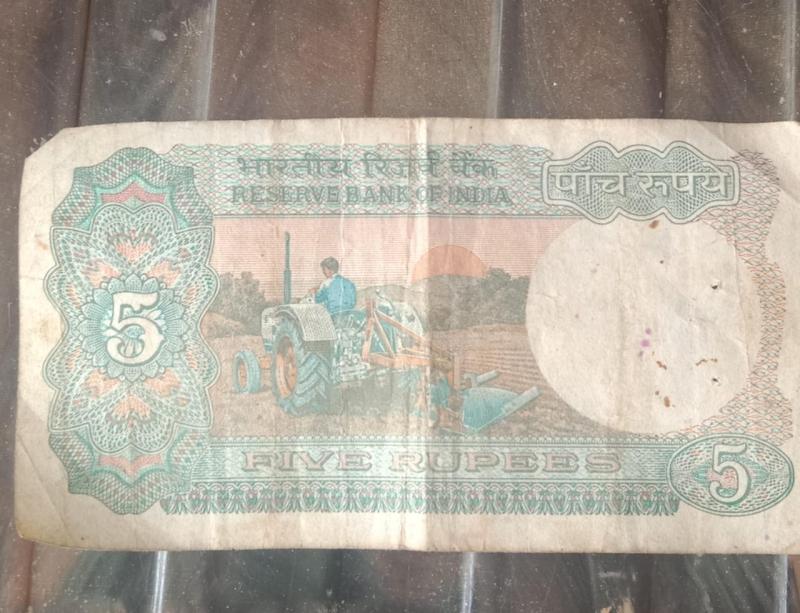 भारतीय रिज़र्व बैंक
RESERVE BANK OF INDIA
पाँच रुपये
5
FIVE RUPEES
5